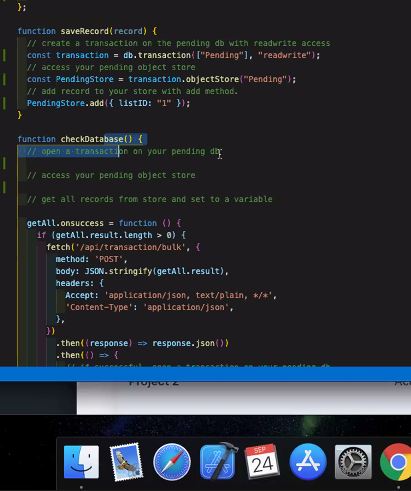 };
function saveRecord(record) {
// create a transaction on the pending db with readwrite access
const transaction = db.transaction(["Pending"], "readwrite");
// access your pending object store
const PendingStore = transaction.objectStore("Pending");
// add record to your store with add method.
PendingStore.add({ listID: "1" });
}
function checkDatabase() {
// open a transaction on your pending db
// access your pending object store
// get all records from store and set to a variable
getAll.onsuccess = function () {
if (getAll.result.length > 0) {
fetch('/api/transaction/bulk', {
method: 'POST',
body: JSON.stringify(getAll.result),
headers: {
Accept: 'application/json, text/plain, */*',
'Content-Type': 'application/json',
},
})
.then((response) => response.json())
.then(() => {
// if successful, open a transaction on your pending db
Project 2
SEP
24